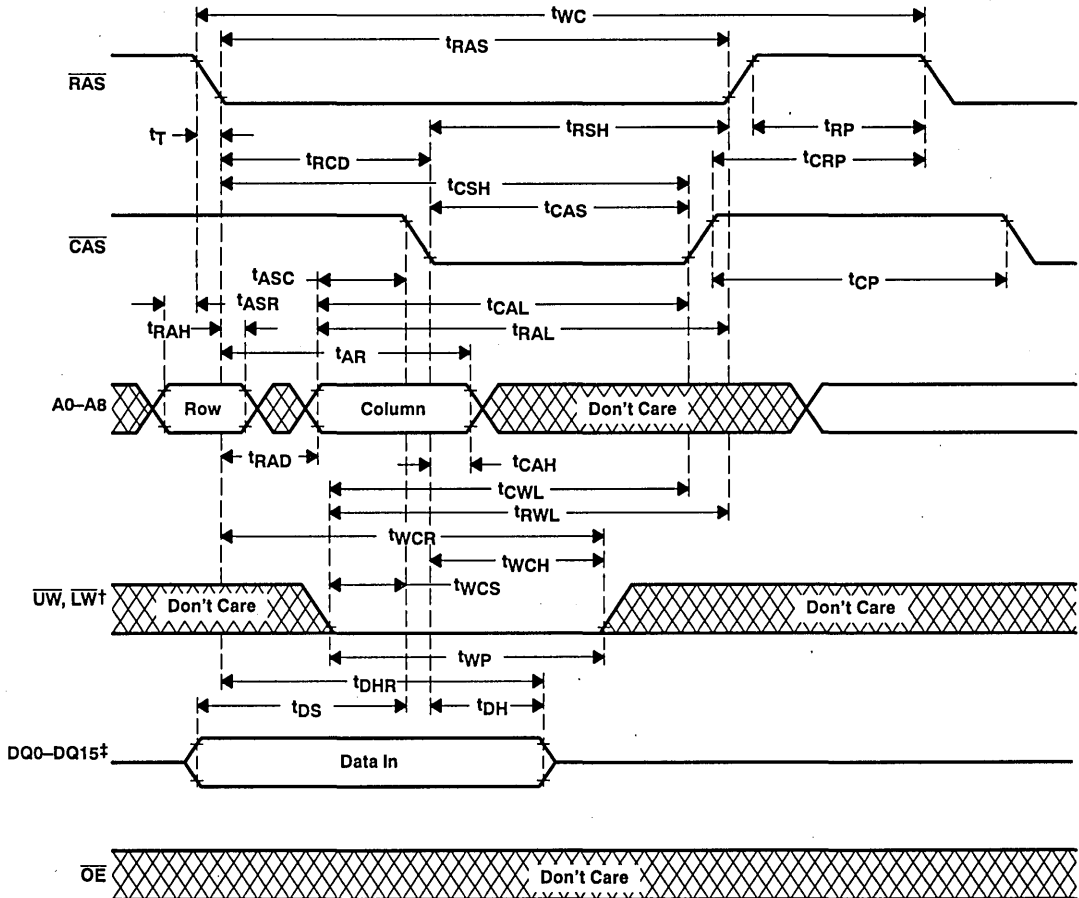 tWC
tRAS
RAS
tT
tRSH
tRP
tRCD
tCRP
tCSH
tCAS
CAS
tASC
tCP
tASR
tCAL
tRAH
tRAL
tAR
A0–A8
Row
Column
Don't Care
tRAD
tCAH
tCWL
tRWL
tWCR
tWCH
tWCS
UW, LW†
Don't Care
Don't Care
tWP
tDHR
tDS
tDH
DQ0–DQ15‡
Data In
OE
Don't Care